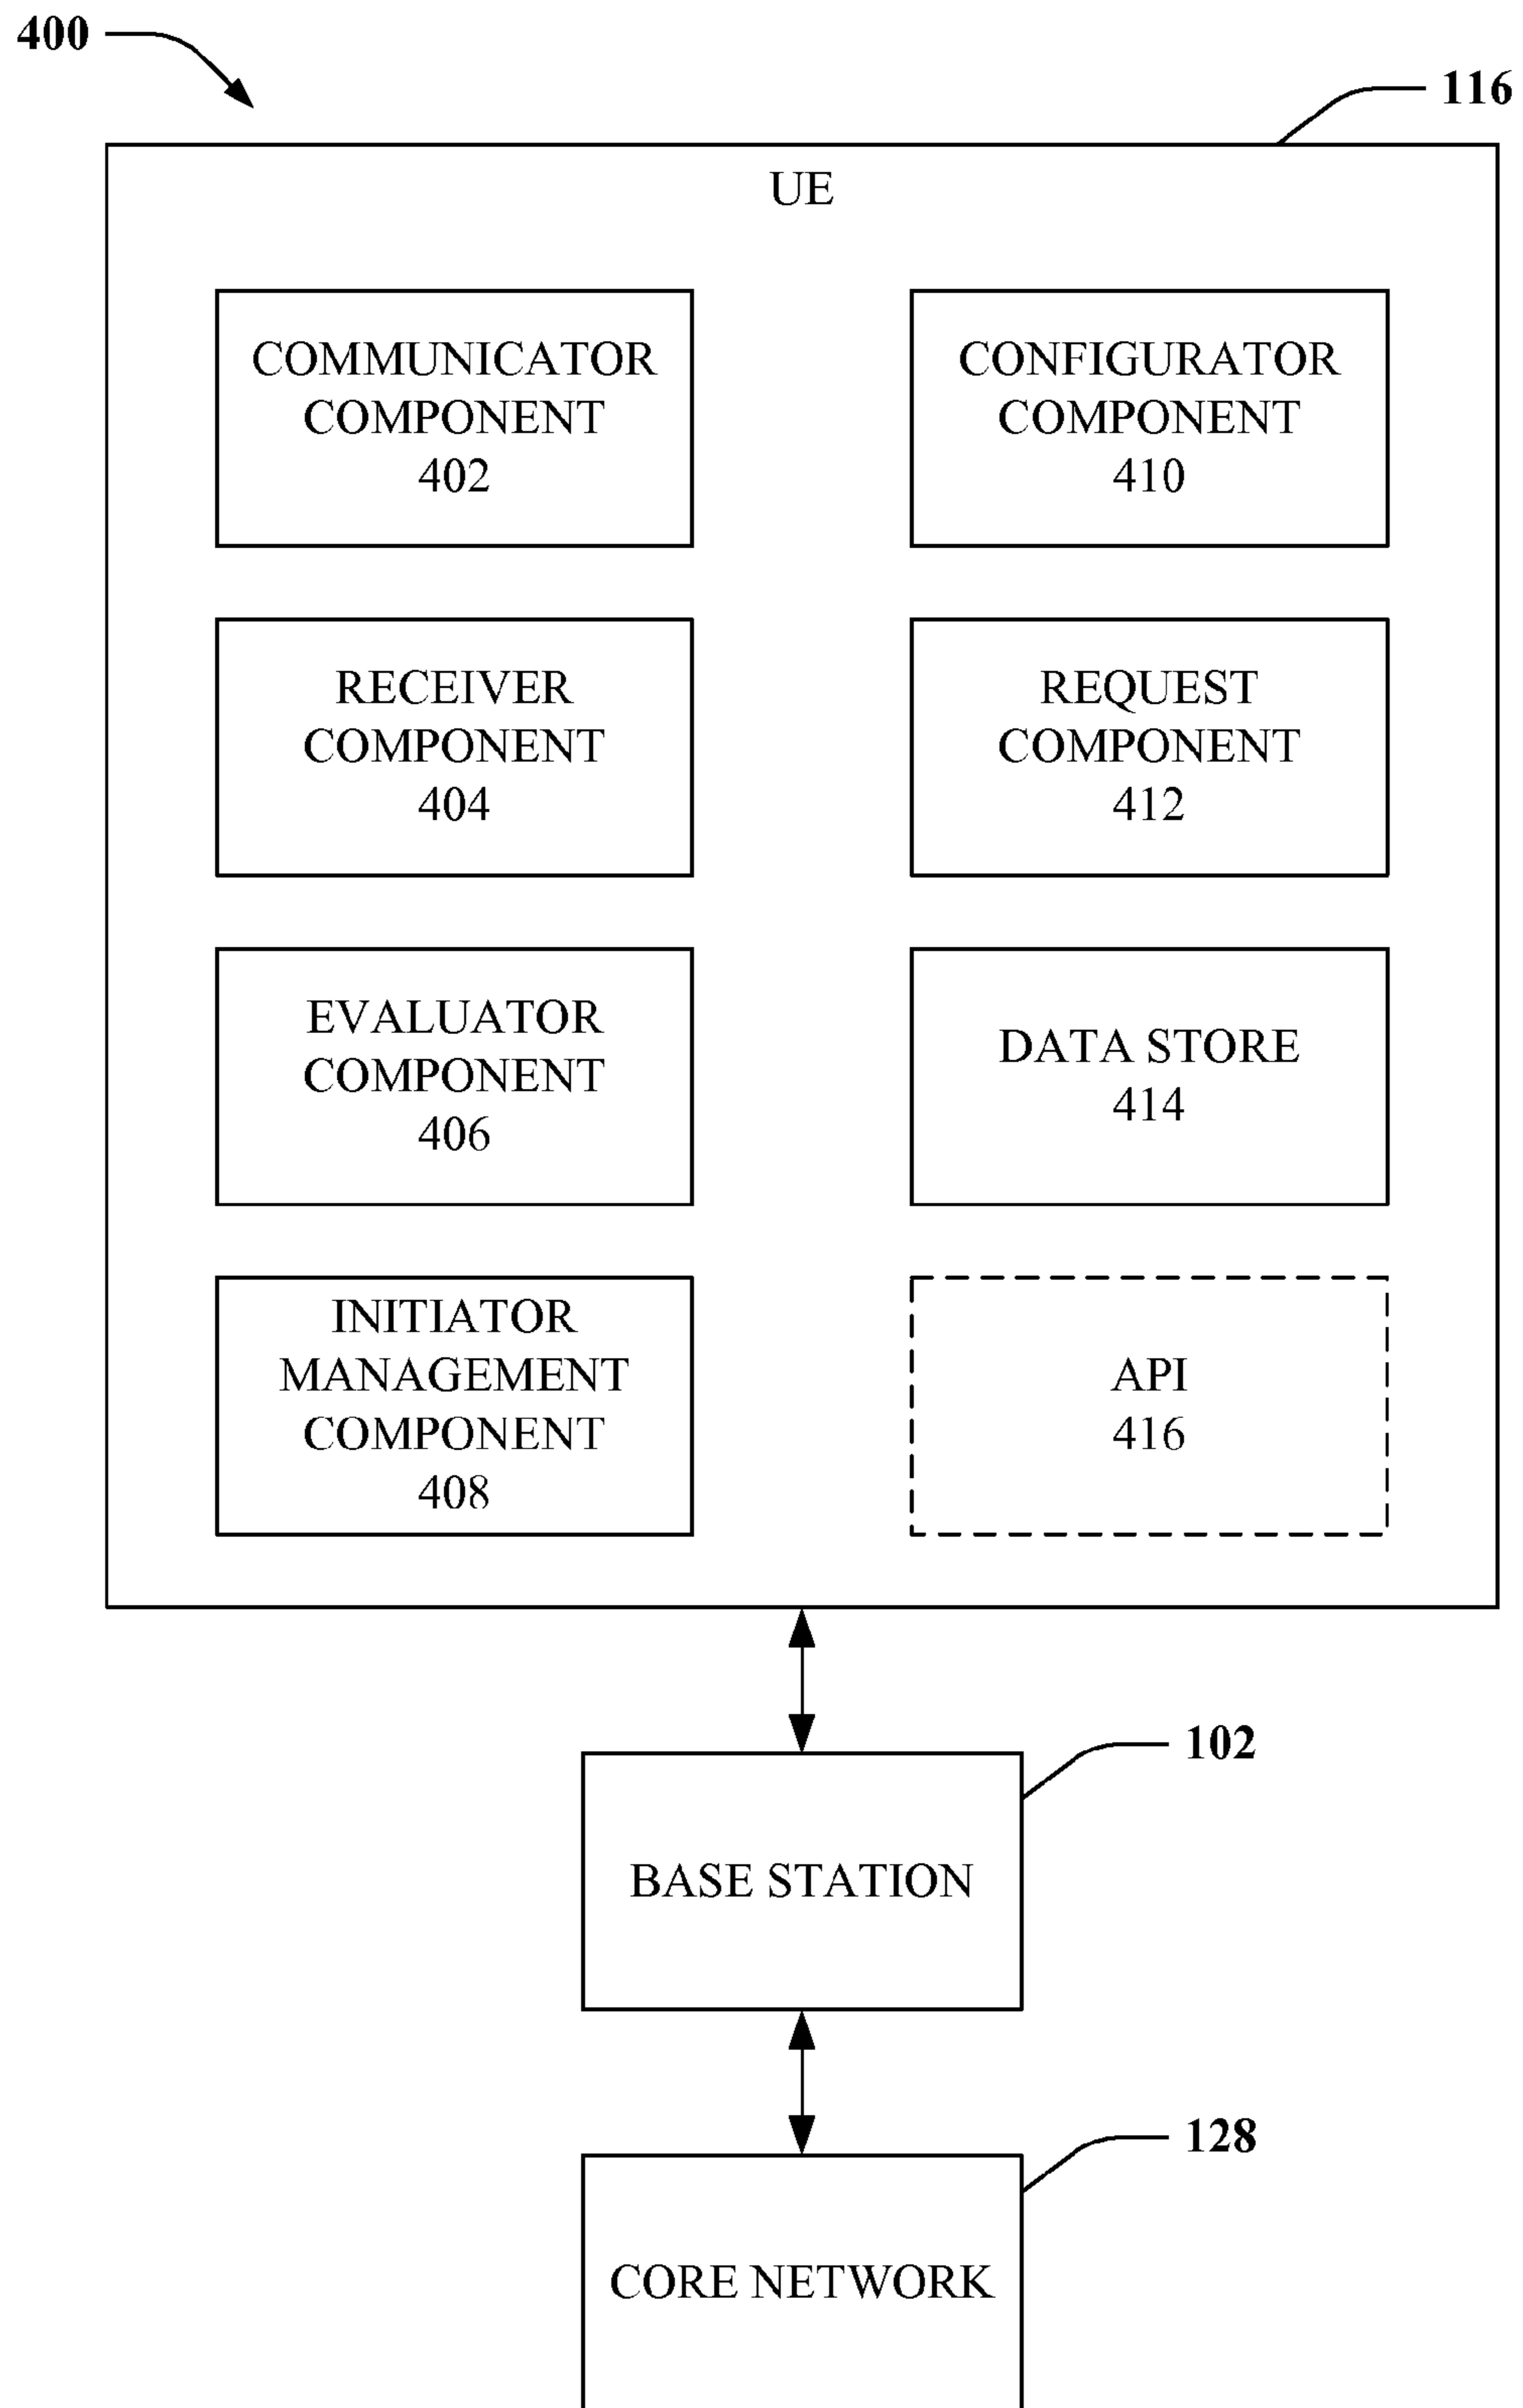 400
116
UE
COMMUNICATOR
COMPONENT
402
CONFIGURATOR
COMPONENT
410
RECEIVER
COMPONENT
404
REQUEST
COMPONENT
412
EVALUATOR
COMPONENT
406
DATA STORE
414
INITIATOR
MANAGEMENT
COMPONENT
408
API
416
102
BASE STATION
128
CORE NETWORK